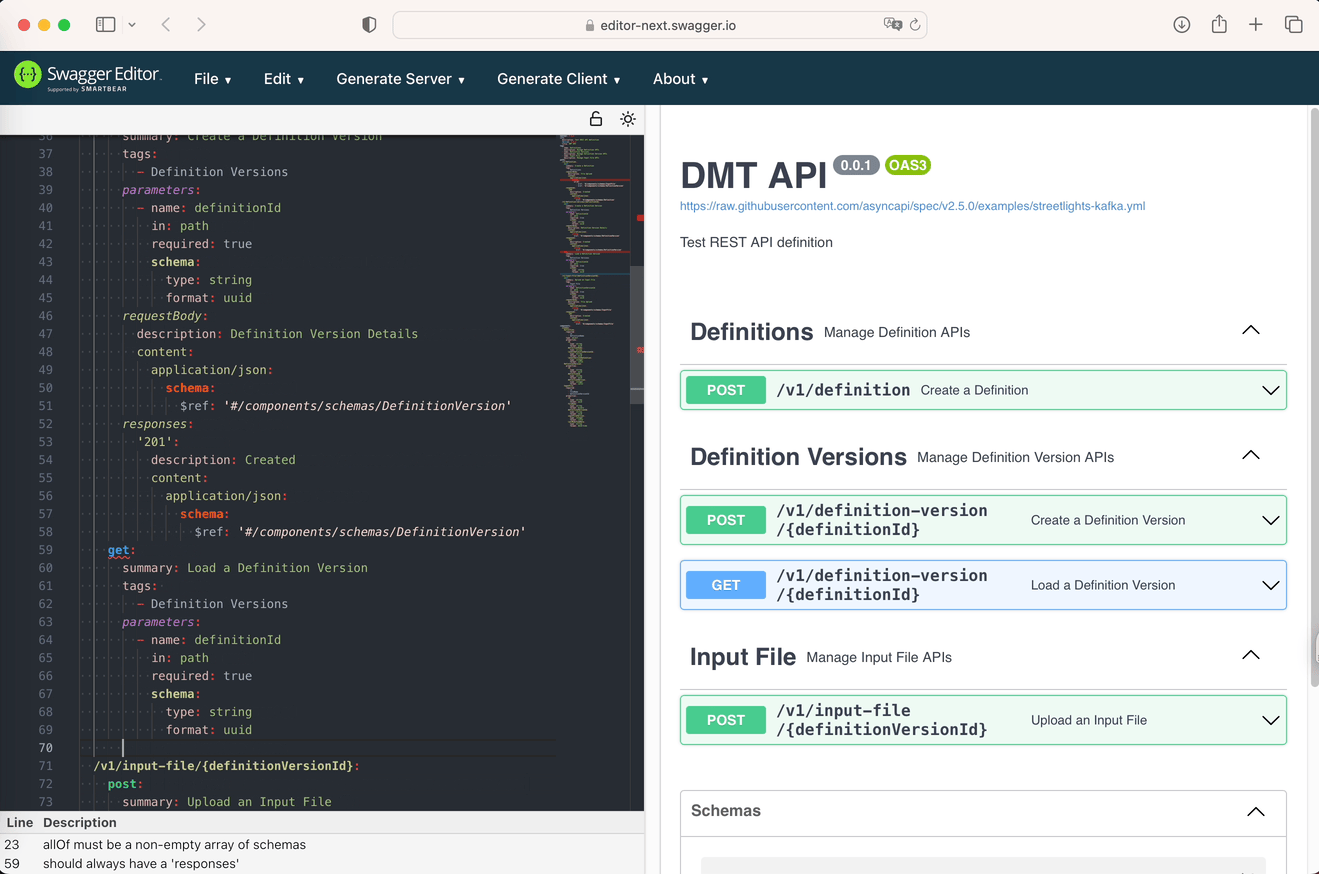 editor-next.swagger.io
Swagger Editor
Supported by SMARTBEAR
File ▾
Edit ▾
Generate Server ▾
Generate Client ▾
About ▾
36 summary: Create a Definition Version
37 tags:
38 - Definition Versions
39 parameters:
40 - name: definitionId
41 in: path
42 required: true
43 schema:
44 type: string
45 format: uuid
46 requestBody:
47 description: Definition Version Details
48 content:
49 application/json:
50 schema:
51 $ref: '#/components/schemas/DefinitionVersion'
52 responses:
53 '201':
54 description: Created
55 content:
56 application/json:
57 schema:
58 $ref: '#/components/schemas/DefinitionVersion'
59 get:
60 summary: Load a Definition Version
61 tags:
62 - Definition Versions
63 parameters:
64 - name: definitionId
65 in: path
66 required: true
67 schema:
68 type: string
69 format: uuid
70
71 /v1/input-file/{definitionVersionId}:
72 post:
73 summary: Upload an Input File
Line Description
23 allOf must be a non-empty array of schemas
59 should always have a 'responses'
DMT API 0.0.1 OAS3
https://raw.githubusercontent.com/asyncapi/spec/v2.5.0/examples/streetlights-kafka.yml
Test REST API definition
Definitions Manage Definition APIs
POST /v1/definition Create a Definition
Definition Versions Manage Definition Version APIs
POST /v1/definition-version
/{definitionId} Create a Definition Version
GET /v1/definition-version
/{definitionId} Load a Definition Version
Input File Manage Input File APIs
POST /v1/input-file
/{definitionVersionId} Upload an Input File
Schemas